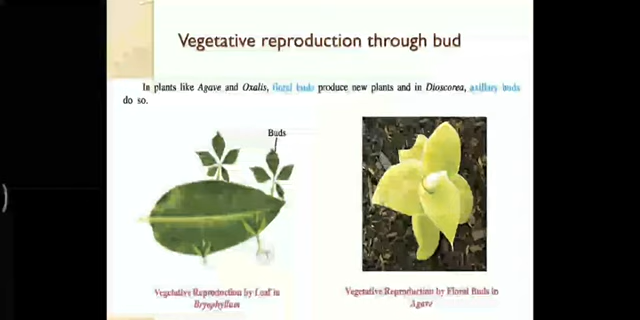 Vegetative reproduction through bud
In plants like Agave and Oxalis, floral buds produce new plants and in Dioscorea, axillary buds
do so.
Buds
Vegetative Reproduction by Leaf in
Bryophyllum
Vegetative Reproduction by Floral Buds in
Agave